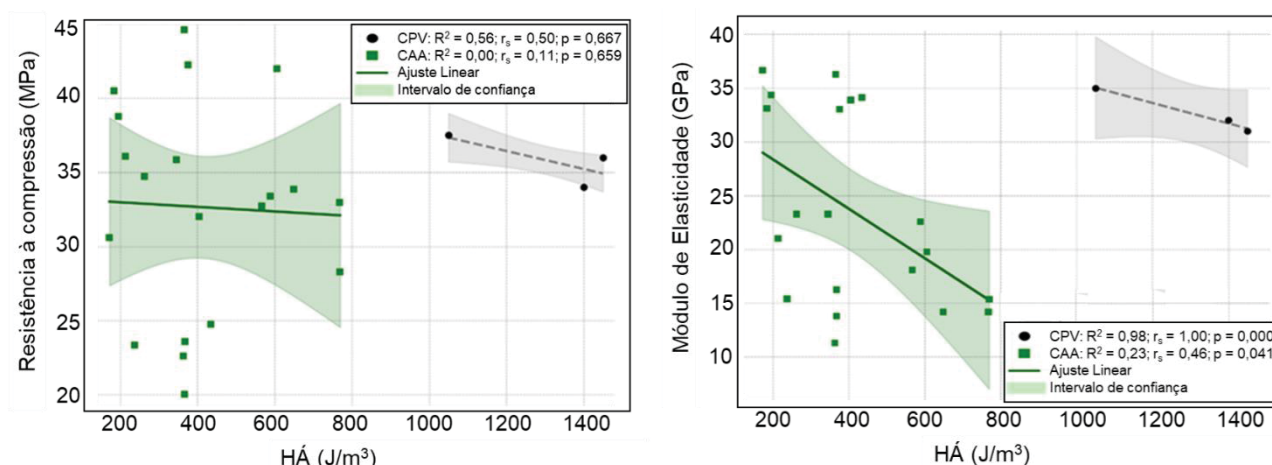 45
40
35
30
25
20
Resistência à compressão (MPa)
CPV: R² = 0,56; rₛ = 0,50; p = 0,667
CAA: R² = 0,00; rₛ = 0,11; p = 0,659
Ajuste Linear
Intervalo de confiança
200 400 600 800 1000 1200 1400
HÁ (J/m³)
40
35
30
25
20
15
10
Módulo de Elasticidade (GPa)
CPV: R² = 0,98; rₛ = 1,00; p = 0,000
CAA: R² = 0,23; rₛ = 0,46; p = 0,041
Ajuste Linear
Intervalo de confiança
200 400 600 800 1000 1200 1400
HÁ (J/m³)